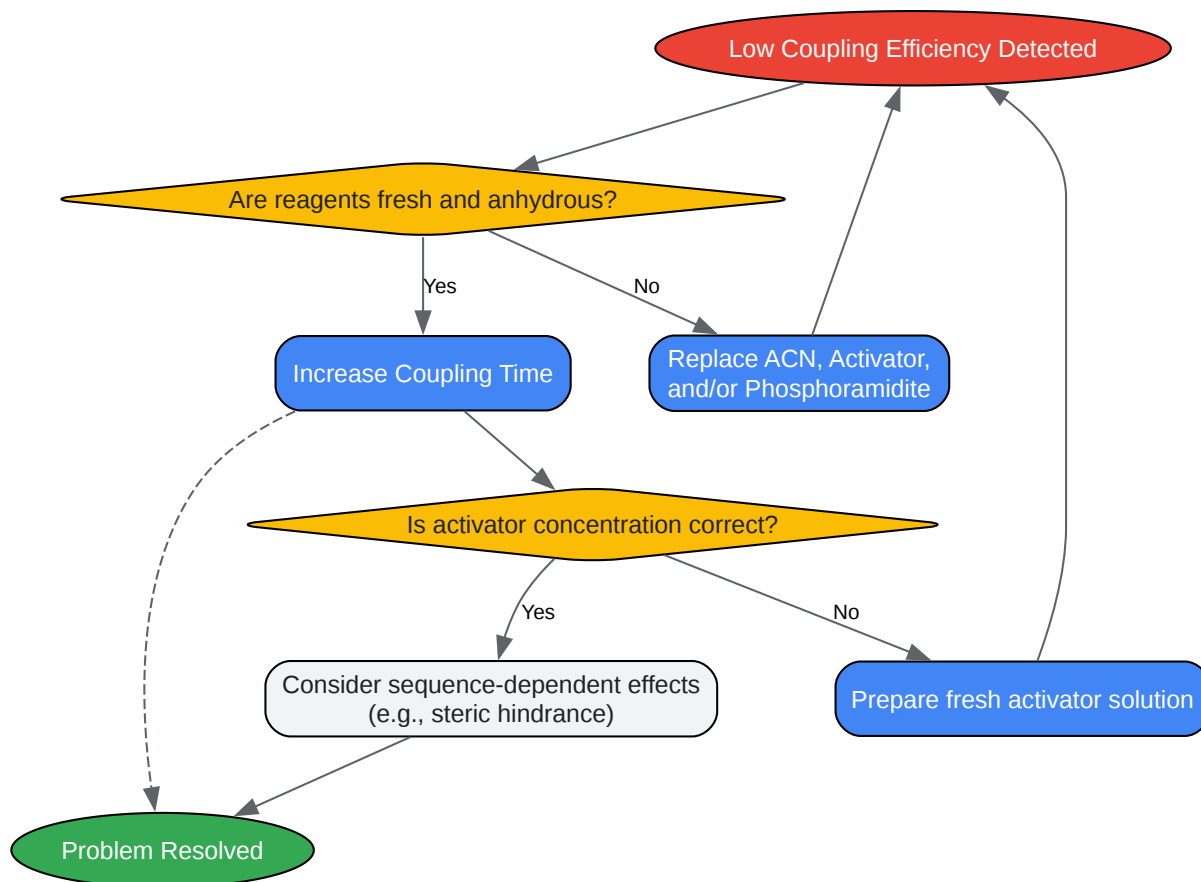 Low Coupling Efficiency Detected
Are reagents fresh and anhydrous?
Yes
No
Increase Coupling Time
Replace ACN, Activator,
and/or Phosphoramidite
Is activator concentration correct?
Yes
No
Consider sequence-dependent effects
(e.g., steric hindrance)
Prepare fresh activator solution
Problem Resolved